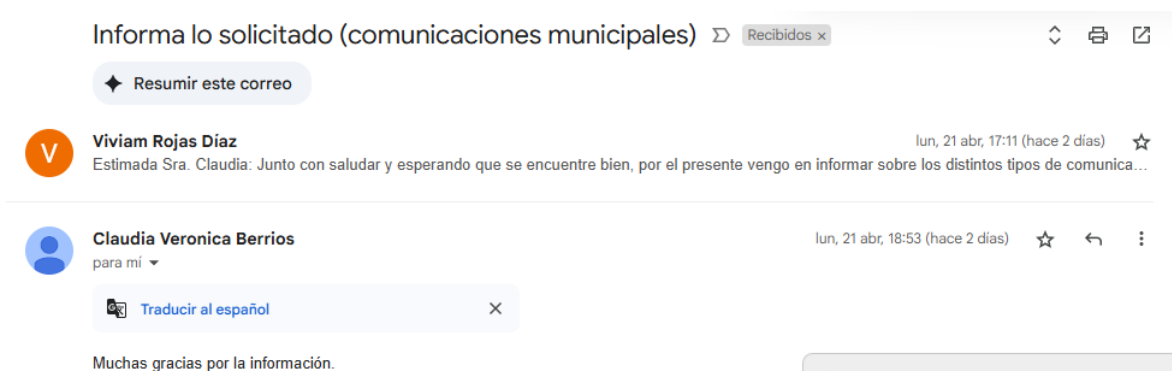 Informa lo solicitado (comunicaciones municipales) Recibidos x
Resumir este correo
V
Viviam Rojas Díaz lun, 21 abr, 17:11 (hace 2 días)
Estimada Sra. Claudia: Junto con saludar y esperando que se encuentre bien, por el presente vengo en informar sobre los distintos tipos de comunica...
Claudia Veronica Berrios lun, 21 abr, 18:53 (hace 2 días)
para mí
Traducir al español
Muchas gracias por la información.